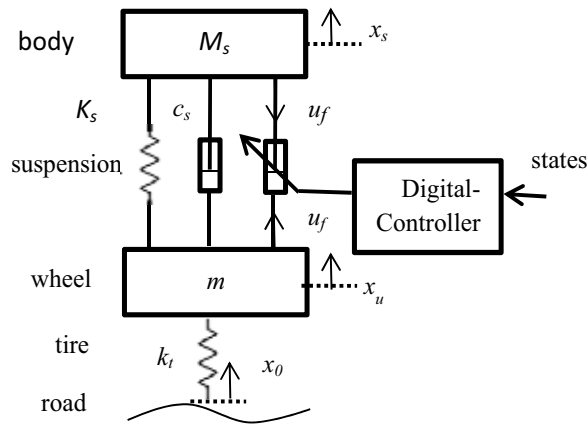 body
M_s
x_s
K_s
c_s
u_f
suspension
states
Digital-
Controller
u_f
wheel
m
x_u
tire
k_t
x_0
road